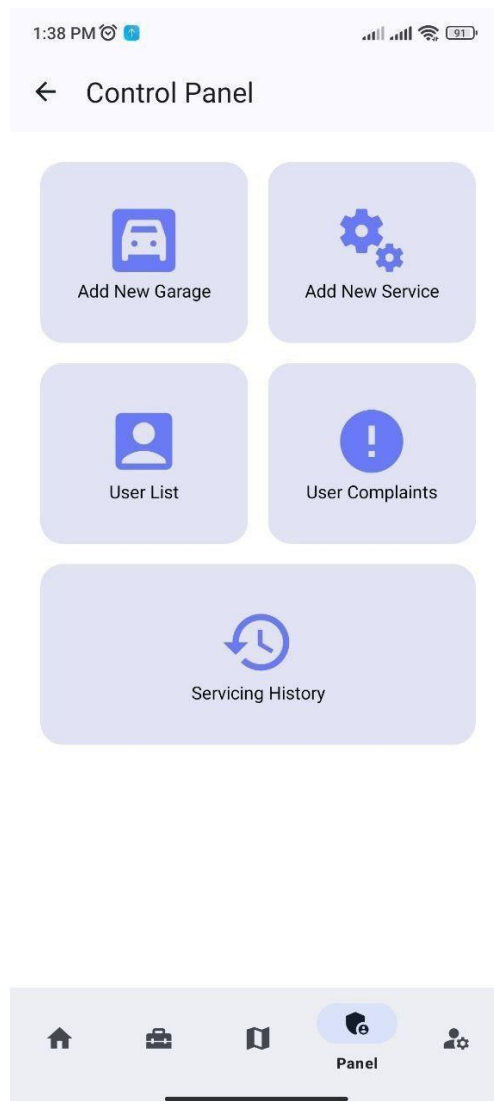 1:38 PM
91
Control Panel
Add New Garage
Add New Service
User List
User Complaints
Servicing History
Panel